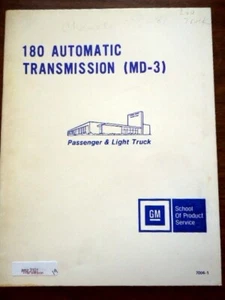 180 AUTOMATIC
TRANSMISSION (MD-3)
Passenger & Light Truck
GM
School
Of Product
Service